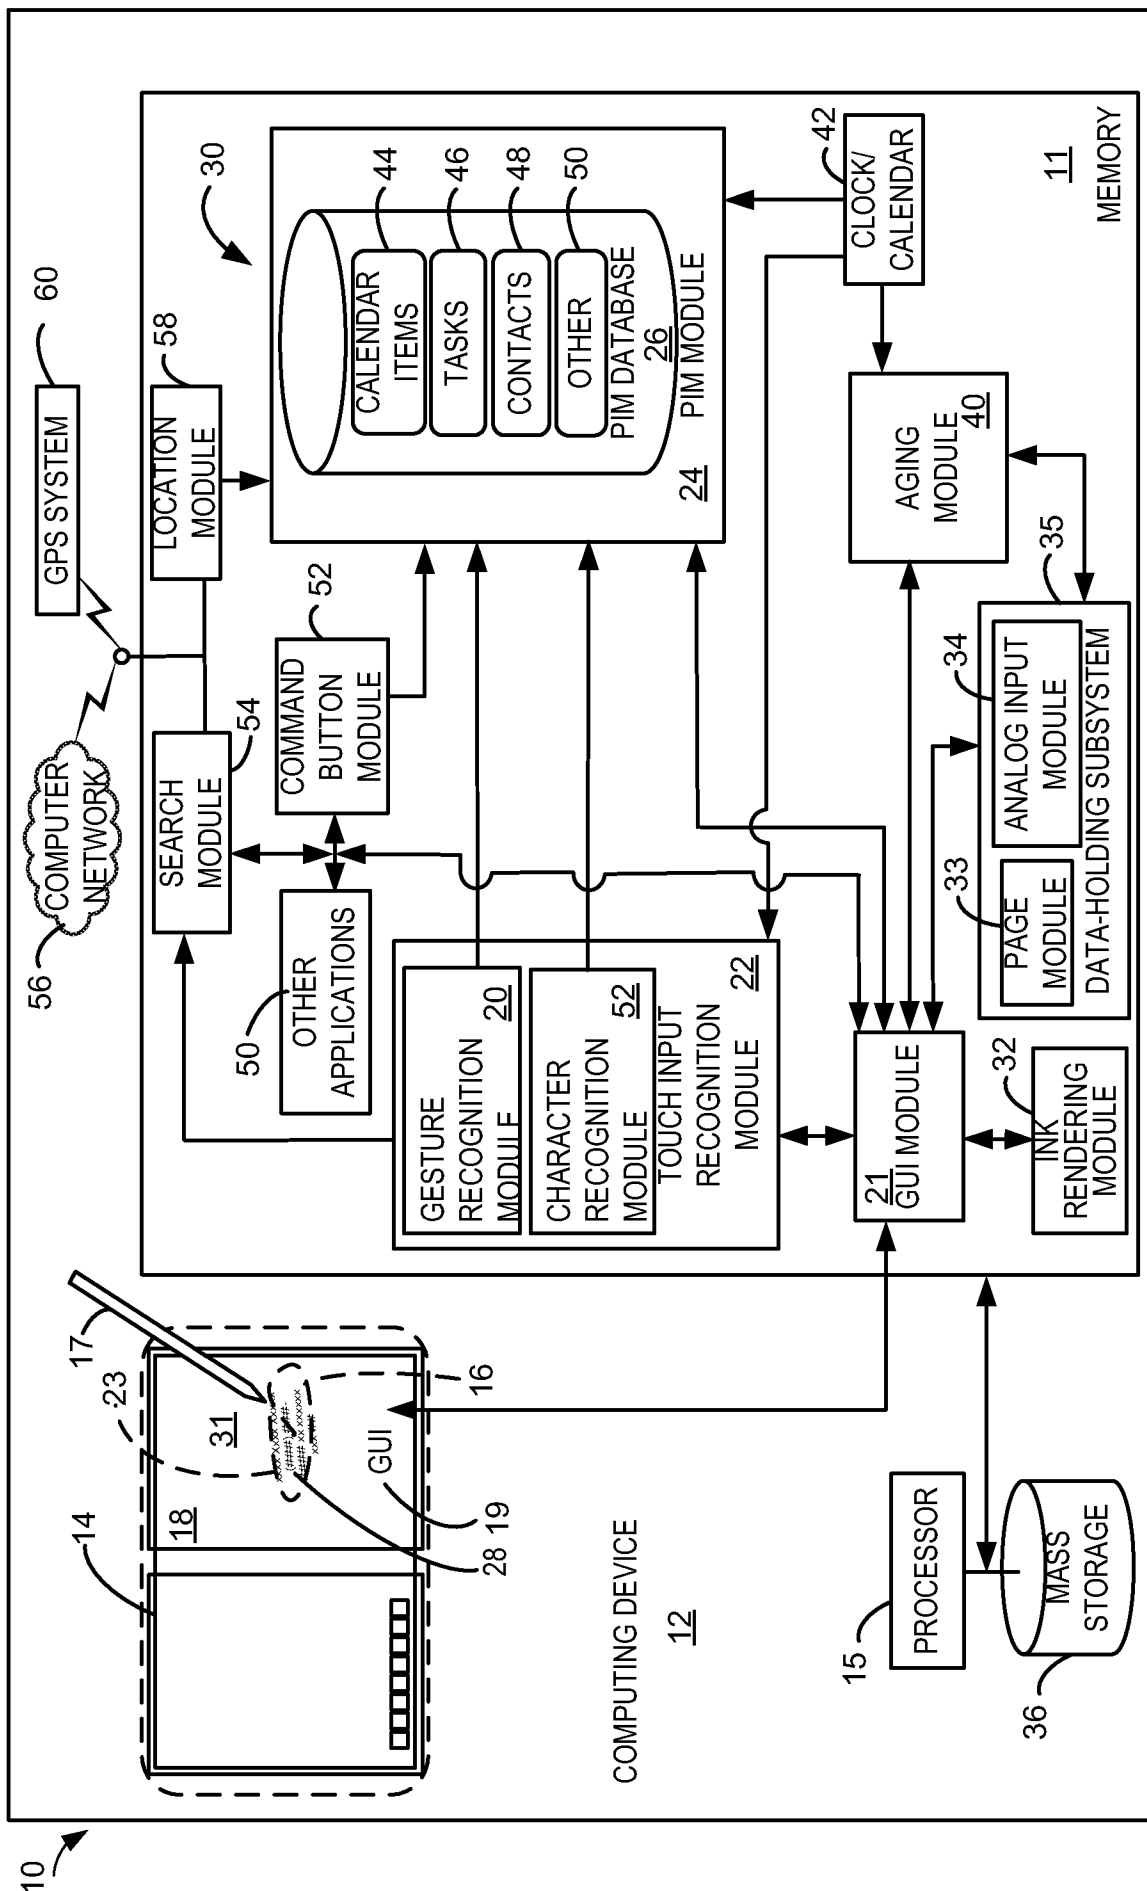 10
COMPUTING DEVICE
12
14
18
31
23
17
16
GUI
19
28
PROCESSOR
15
MASS
STORAGE
36
56
COMPUTER
NETWORK
GPS SYSTEM
60
SEARCH
MODULE
54
LOCATION
MODULE
58
30
OTHER
APPLICATIONS
50
COMMAND
BUTTON
MODULE
52
GESTURE
RECOGNITION
MODULE
20
CHARACTER
RECOGNITION
MODULE
52
TOUCH INPUT
RECOGNITION
MODULE
22
CALENDAR
ITEMS
44
TASKS
46
CONTACTS
48
OTHER
50
PIM DATABASE
26
PIM MODULE
24
21
GUI MODULE
INK
RENDERING
MODULE
32
PAGE
MODULE
33
ANALOG INPUT
MODULE
34
DATA-HOLDING SUBSYSTEM
35
AGING
MODULE
40
CLOCK/
CALENDAR
42
11
MEMORY